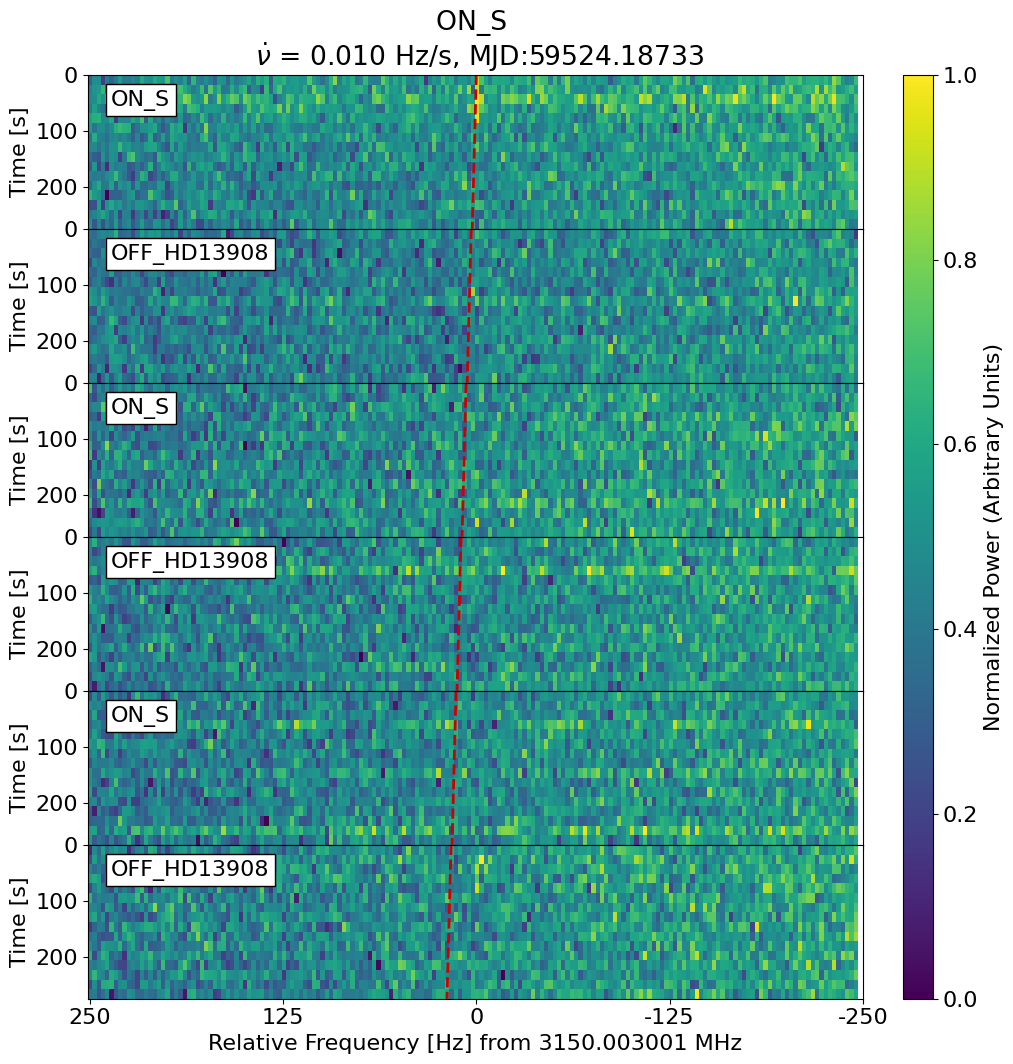 ON_S
ν̇ = 0.010 Hz/s, MJD:59524.18733
0
ON_S
100
Time [s]
200
0
OFF_HD13908
100
Time [s]
200
0
ON_S
100
Time [s]
200
0
OFF_HD13908
100
Time [s]
200
0
ON_S
100
Time [s]
200
0
OFF_HD13908
100
Time [s]
200
250 125 0 -125 -250
Relative Frequency [Hz] from 3150.003001 MHz
1.0
0.8
0.6
0.4
0.2
0.0
Normalized Power (Arbitrary Units)